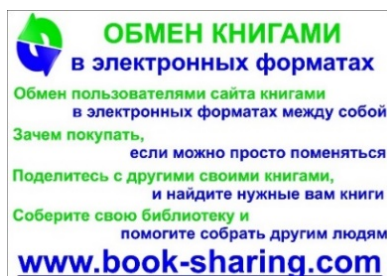 ОБМЕН КНИГАМИ
в электронных форматах
Обмен пользователями сайта книгами
в электронных форматах между собой
Зачем покупать,
если можно просто поменяться
Поделитесь с другими своими книгами,
и найдите нужные вам книги
Соберите свою библиотеку и
помогите собрать другим людям
www.book-sharing.com